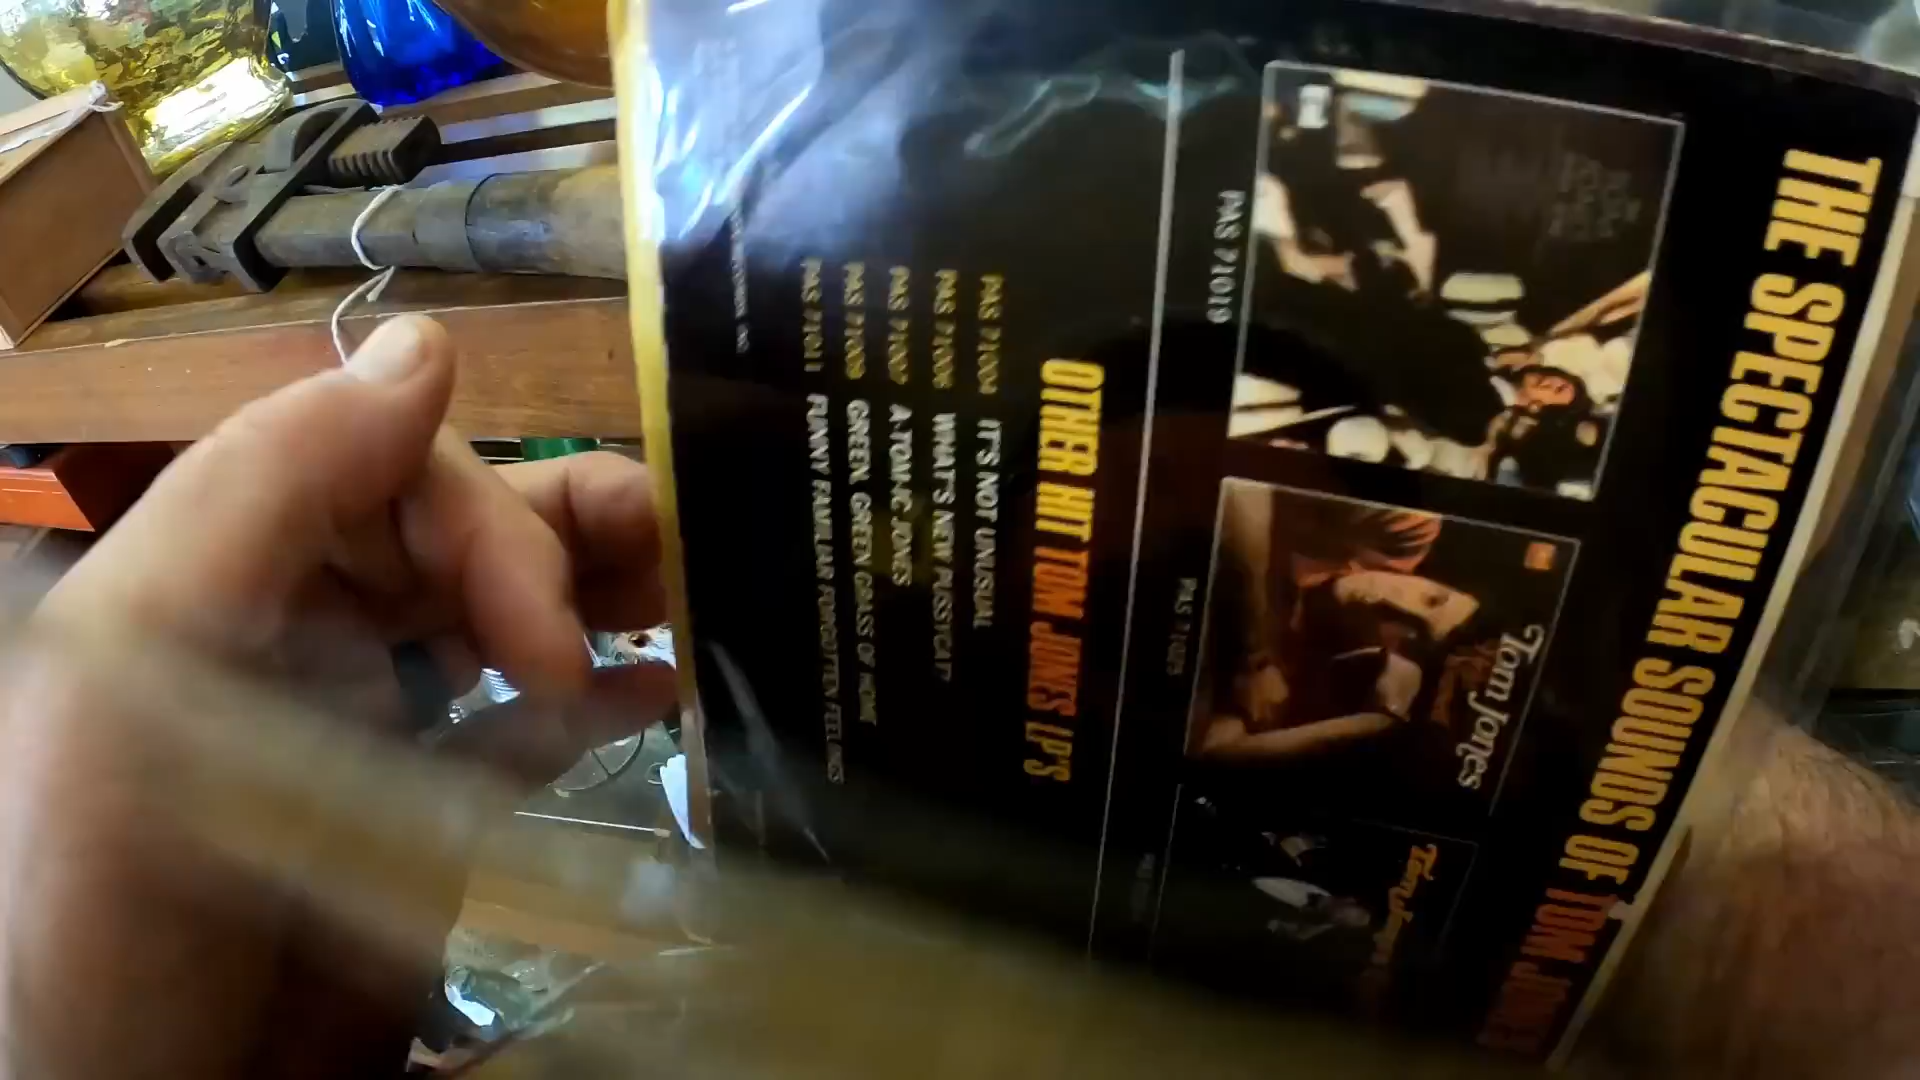 THE SPECTACULAR SOUNDS OF TOM JONES
Tom Jones
PAS 71019
PAS 71025
OTHER HIT TOM JONES LP'S
PAS 71004 IT'S NOT UNUSUAL
PAS 71006 WHAT'S NEW PUSSYCAT
PAS 71007 A-TOM-IC JONES
PAS 71009 GREEN, GREEN GRASS OF HOME
PAS 71011 FUNNY FAMILIAR FORGOTTEN FEELINGS